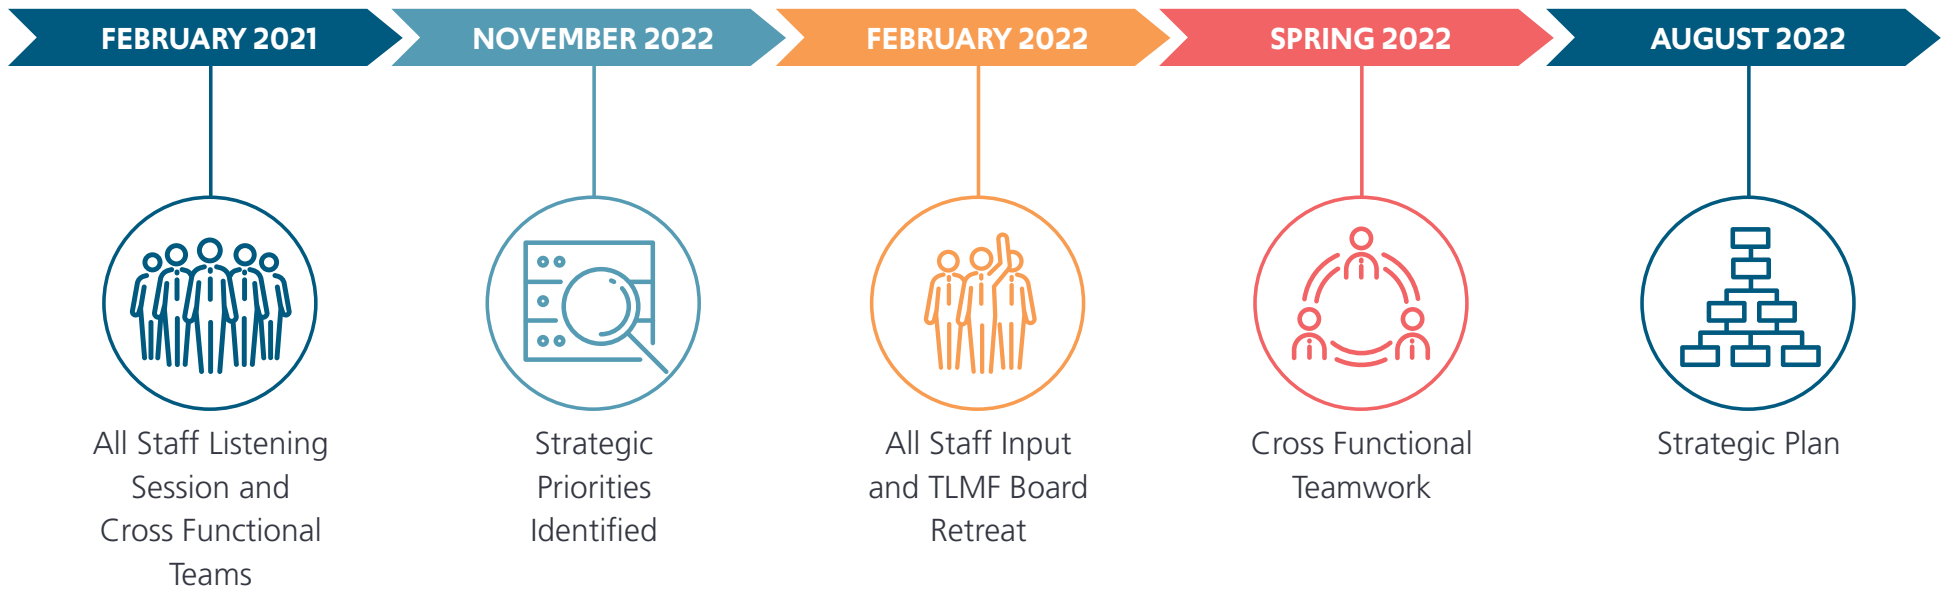 FEBRUARY 2021
NOVEMBER 2022
FEBRUARY 2022
SPRING 2022
AUGUST 2022
All Staff Listening
Session and
Cross Functional
Teams
Strategic
Priorities
Identified
All Staff Input
and TLMF Board
Retreat
Cross Functional
Teamwork
Strategic Plan